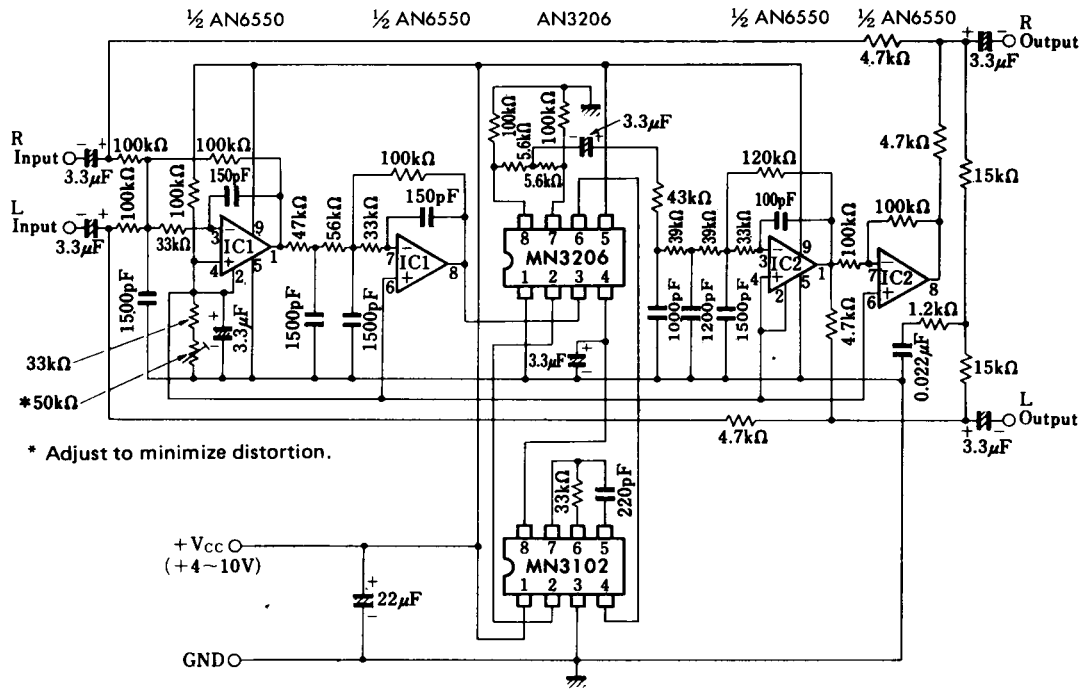 ½ AN6550
½ AN6550
AN3206
½ AN6550
½ AN6550
R
Output
+
-
3.3μF
4.7kΩ
R
Input
- +
3.3μF
100kΩ
100kΩ
150pF
100kΩ
100kΩ
L
Input
- +
3.3μF
33kΩ
3
-
IC1
+
4
9
1
2
5
47kΩ
56kΩ
33kΩ
100kΩ
150pF
7
-
IC1
+
6
8
100kΩ
5.6kΩ
100kΩ
5.6kΩ
3.3μF
- +
43kΩ
8 7 6 5
MN3206
1 2 3 4
39kΩ
39kΩ
33kΩ
120kΩ
100pF
3
-
IC2
+
4
9
1
2
5
100kΩ
100kΩ
7
-
IC2
+
6
8
4.7kΩ
15kΩ
1500pF
+
3.3μF
1500pF
1500pF
1000pF
1200pF
1500pF
4.7kΩ
1.2kΩ
0.022μF
15kΩ
33kΩ
*50kΩ
3.3μF
+
-
L
Output
+ -
3.3μF
4.7kΩ
* Adjust to minimize distortion.
33kΩ
220pF
8 7 6 5
MN3102
1 2 3 4
+Vcc
(+4~10V)
+
22μF
-
GND